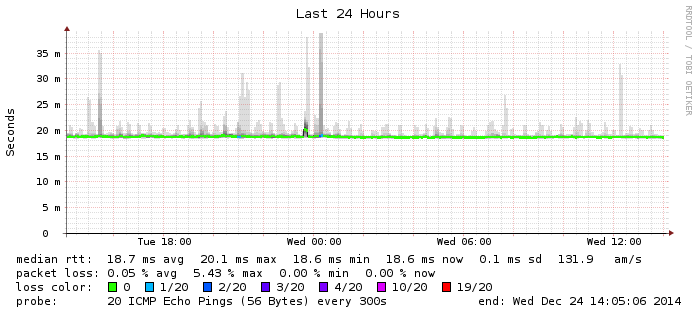 Last 24 Hours
RRDTOOL / TOBI OETIKER
Seconds
35 m
30 m
25 m
20 m
15 m
10 m
5 m
0
Tue 18:00 Wed 00:00 Wed 06:00 Wed 12:00
median rtt: 18.7 ms avg 20.1 ms max 18.6 ms min 18.6 ms now 0.1 ms sd 131.9 am/s
packet loss: 0.05 % avg 5.43 % max 0.00 % min 0.00 % now
loss color: 0 1/20 2/20 3/20 4/20 10/20 19/20
probe: 20 ICMP Echo Pings (56 Bytes) every 300s end: Wed Dec 24 14:05:06 2014